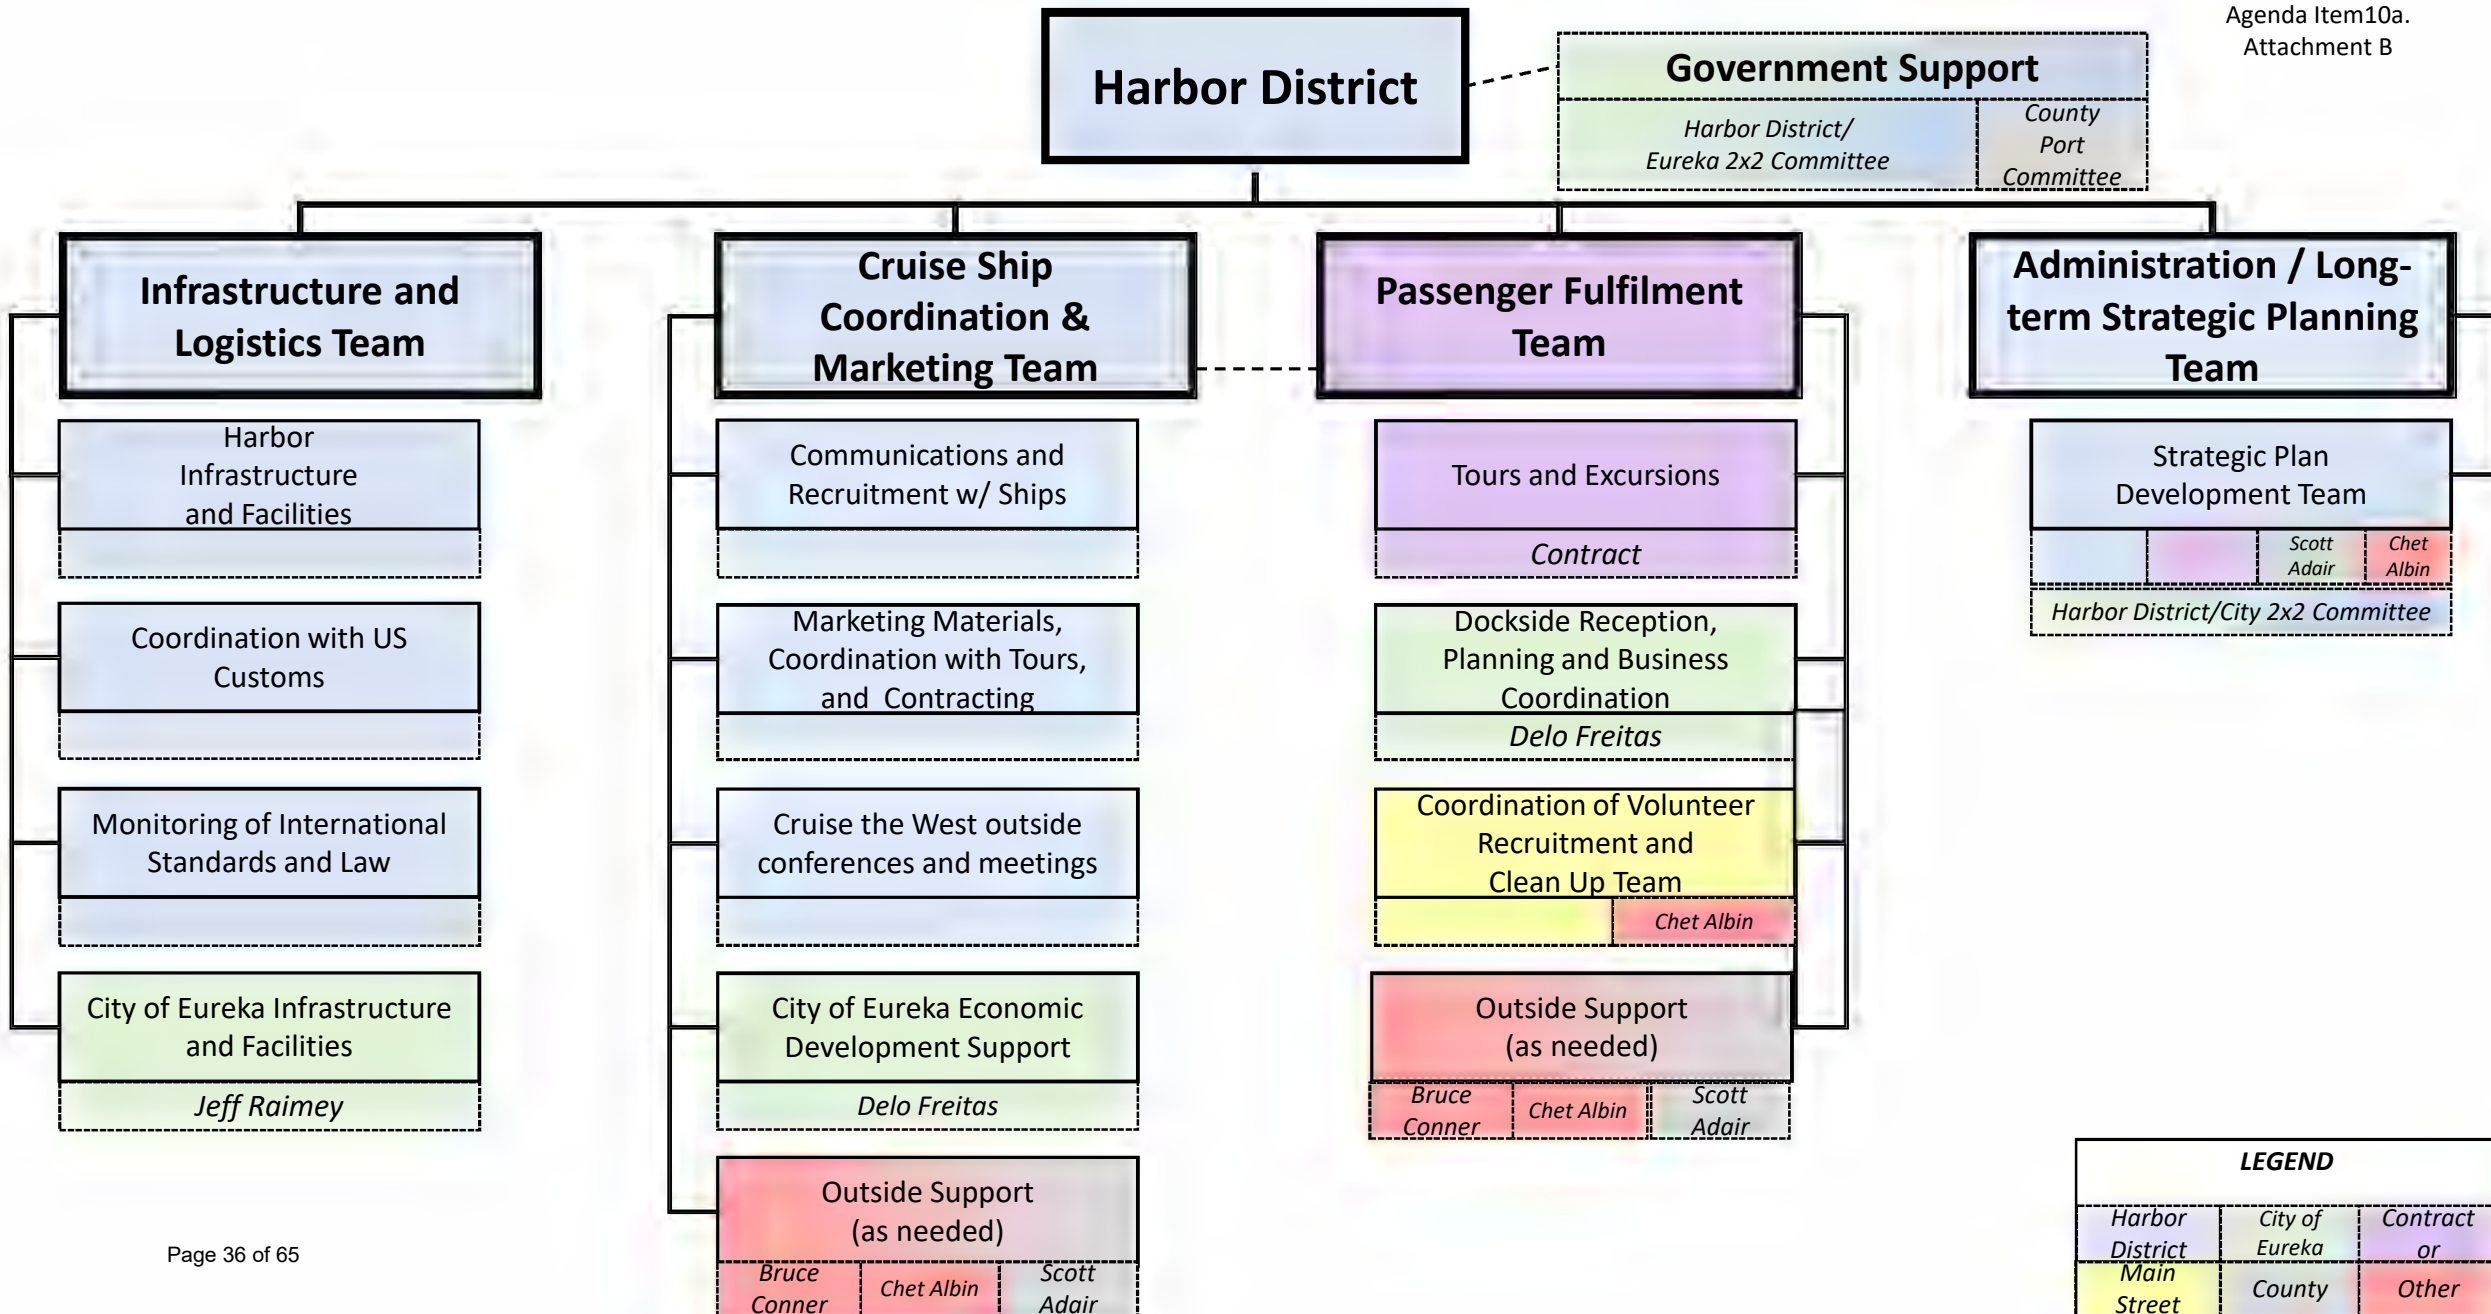 Agenda Item10a.
Attachment B
Harbor District
Government Support
Harbor District/
Eureka 2x2 Committee
County
Port
Committee
Infrastructure and
Logistics Team
Harbor
Infrastructure
and Facilities
Coordination with US
Customs
Monitoring of International
Standards and Law
City of Eureka Infrastructure
and Facilities
Jeff Raimey
Cruise Ship
Coordination &
Marketing Team
Communications and
Recruitment w/ Ships
Marketing Materials,
Coordination with Tours,
and Contracting
Cruise the West outside
conferences and meetings
City of Eureka Economic
Development Support
Delo Freitas
Outside Support
(as needed)
Bruce
Conner
Chet Albin
Scott
Adair
Passenger Fulfilment
Team
Tours and Excursions
Contract
Dockside Reception,
Planning and Business
Coordination
Delo Freitas
Coordination of Volunteer
Recruitment and
Clean Up Team
Chet Albin
Outside Support
(as needed)
Bruce
Conner
Chet Albin
Scott
Adair
Administration / Long-
term Strategic Planning
Team
Strategic Plan
Development Team
Scott
Adair
Chet
Albin
Harbor District/City 2x2 Committee
LEGEND
Harbor
District
City of
Eureka
Contract
or
Main
Street
County
Other
Page 36 of 65